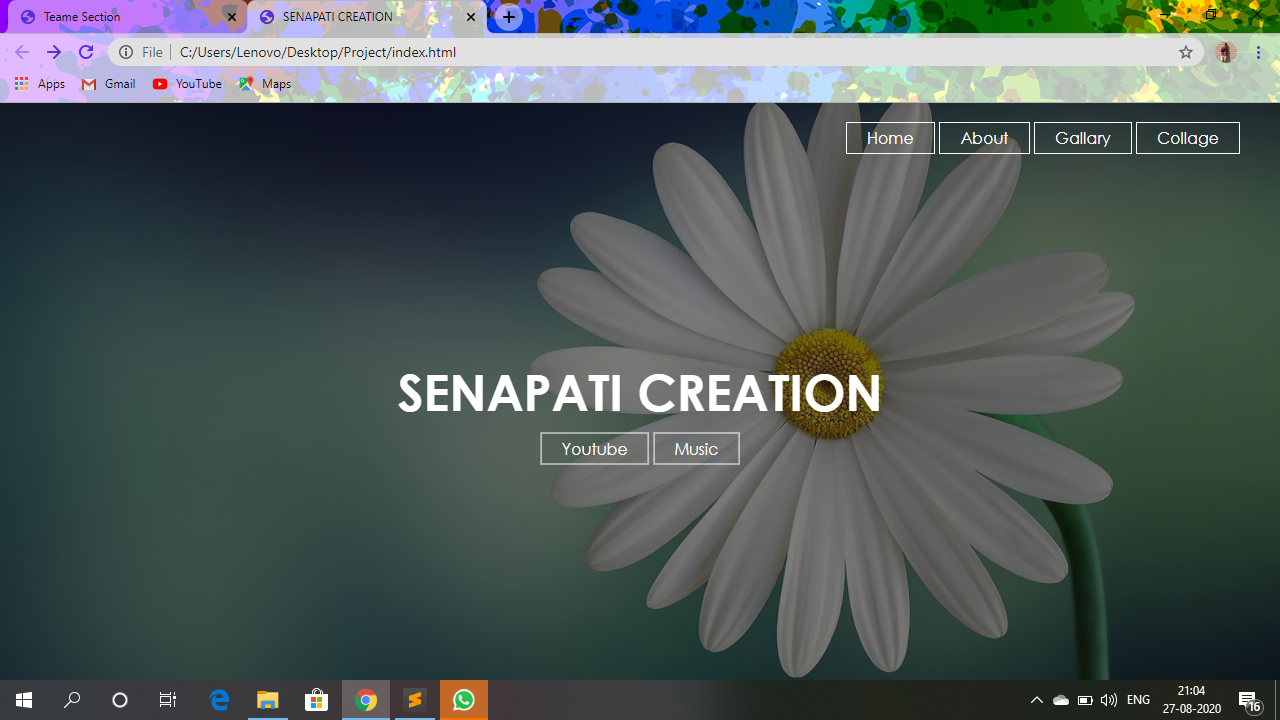 Teame Section
SENAPATI CREATION
File C:/Users/Lenovo/Desktop/Project/index.html
Apps Gmail YouTube Maps
Home About Gallary Collage
SENAPATI CREATION
Youtube Music
ENG
21:04
27-08-2020
16